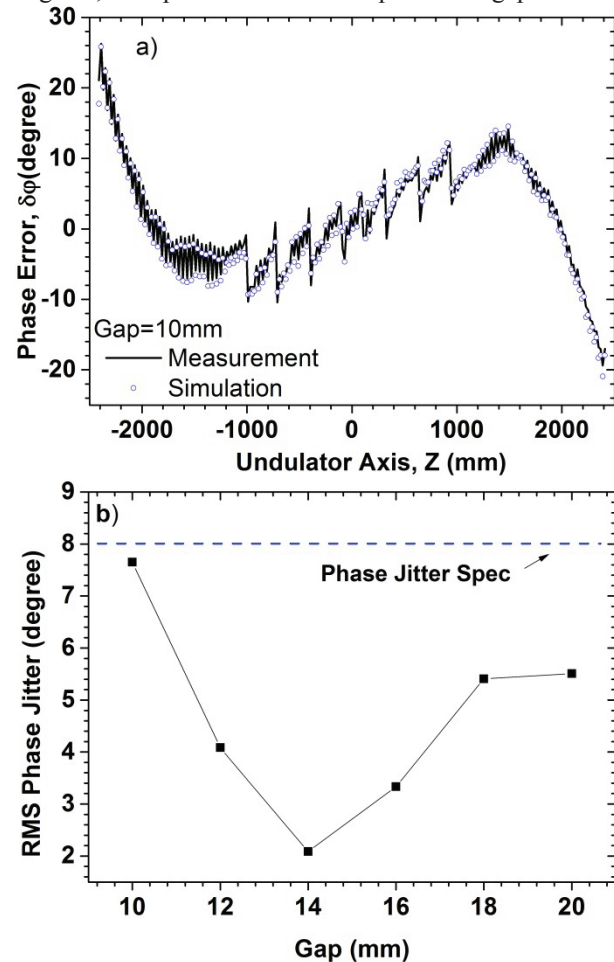 a)
30
20
10
0
-10
-20
Phase Error, δφ(degree)
Gap=10mm
Measurement
Simulation
-2000 -1000 0 1000 2000
Undulator Axis, Z (mm)
b)
9
8
7
6
5
4
3
2
RMS Phase Jitter (degree)
Phase Jitter Spec
10 12 14 16 18 20
Gap (mm)